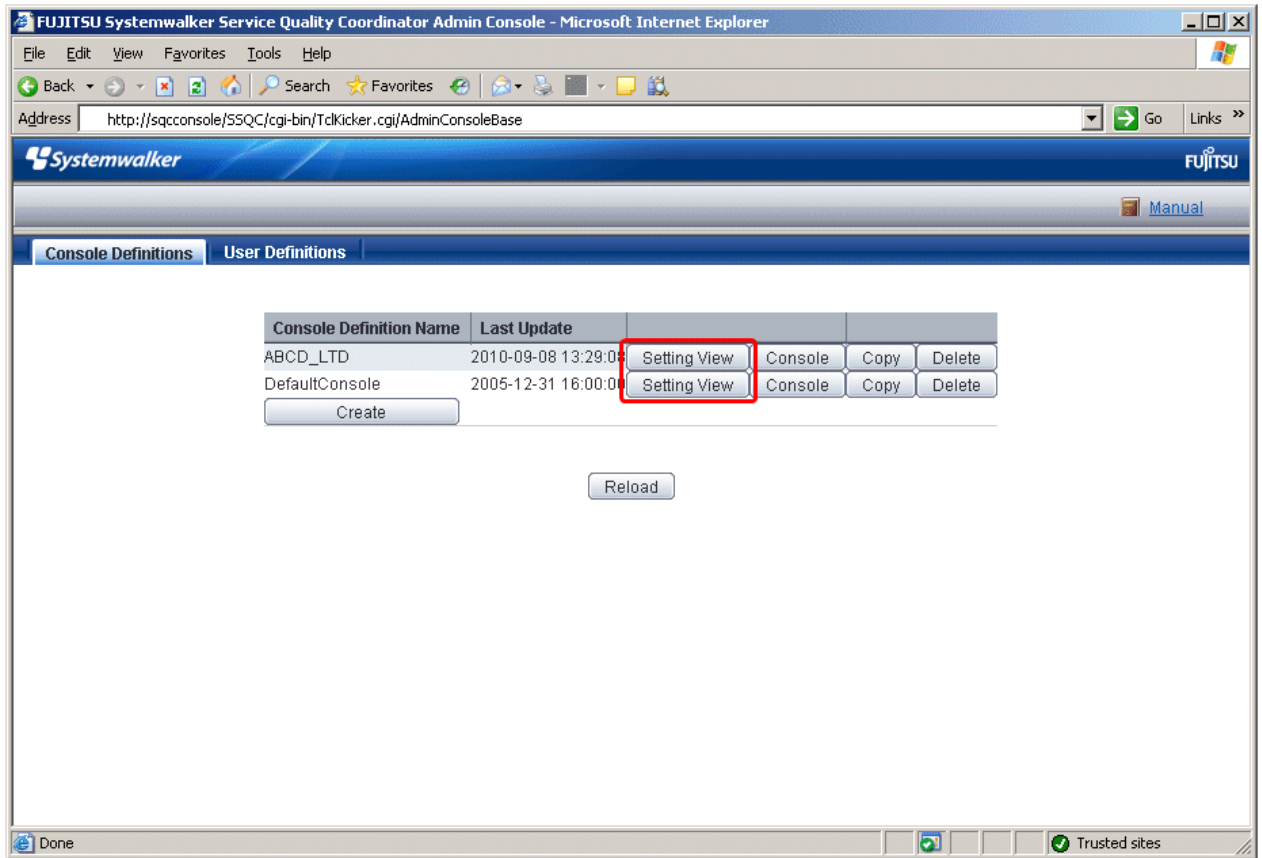 FUJITSU Systemwalker Service Quality Coordinator Admin Console - Microsoft Internet Explorer
File Edit View Favorites Tools Help
Back Search Favorites
Address http://sqcconsole/SSQC/cgi-bin/TclKicker.cgi/AdminConsoleBase Go Links »
Systemwalker FUJITSU
Manual
Console Definitions User Definitions
Console Definition Name Last Update
ABCD_LTD 2010-09-08 13:29:08 Setting View Console Copy Delete
DefaultConsole 2005-12-31 16:00:00 Setting View Console Copy Delete
Create
Reload
Done Trusted sites